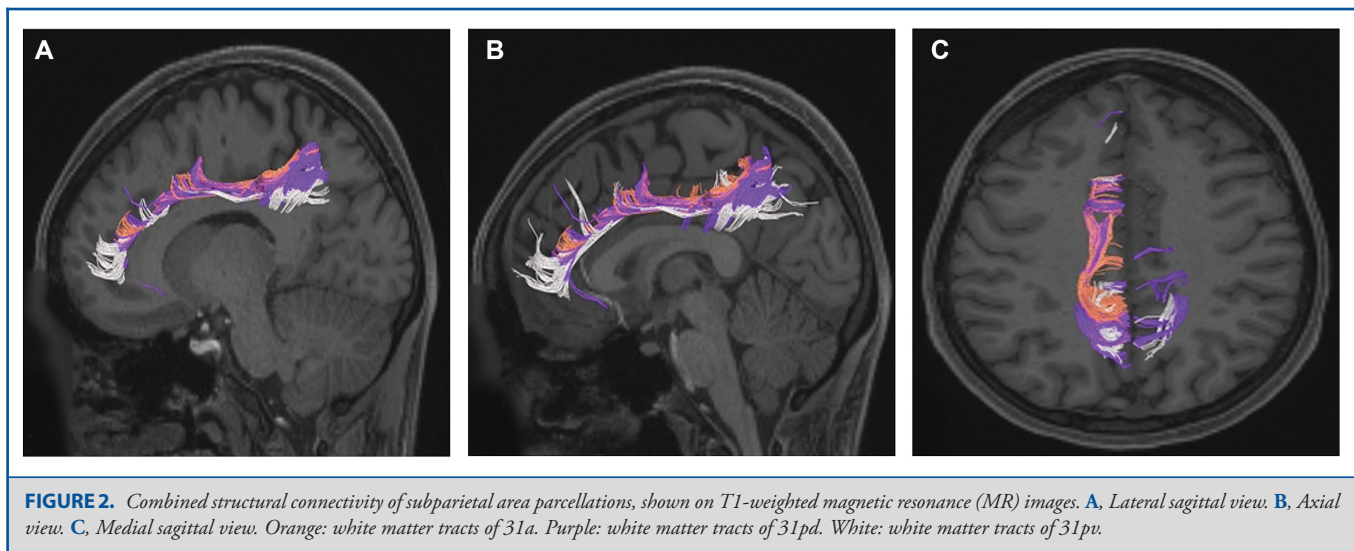 A
B
C
FIGURE 2. Combined structural connectivity of subparietal area parcellations, shown on T1-weighted magnetic resonance (MR) images. A, Lateral sagittal view. B, Axial
view. C, Medial sagittal view. Orange: white matter tracts of 31a. Purple: white matter tracts of 31pd. White: white matter tracts of 31pv.